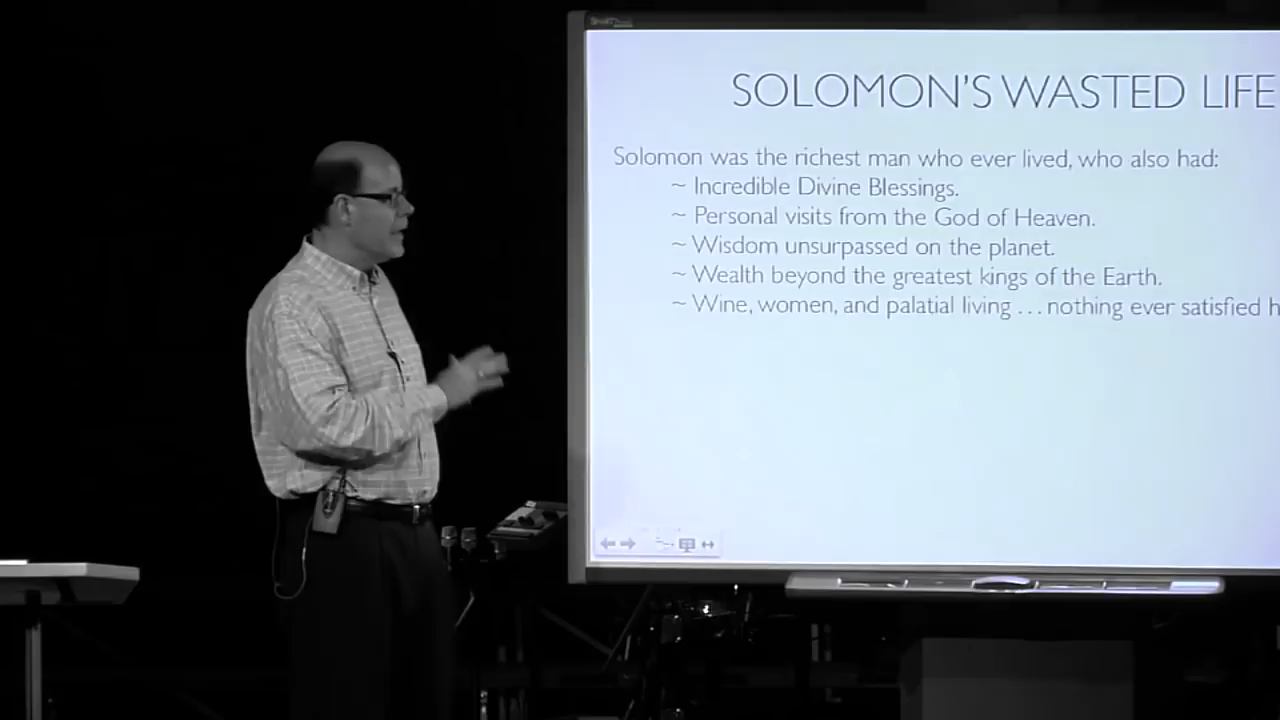 SOLOMON'S WASTED LIFE
Solomon was the richest man who ever lived, who also had:
~ Incredible Divine Blessings.
~ Personal visits from the God of Heaven.
~ Wisdom unsurpassed on the planet.
~ Wealth beyond the greatest kings of the Earth.
~ Wine, women, and palatial living ... nothing ever satisfied h